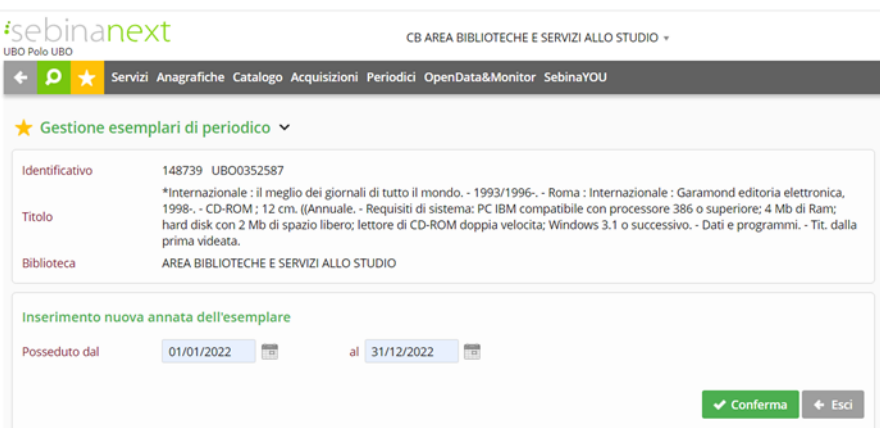 sebinanext
UBO Polo UBO
CB AREA BIBLIOTECHE E SERVIZI ALLO STUDIO
Servizi Anagrafiche Catalogo Acquisizioni Periodici OpenData&Monitor SebinaYOU
Gestione esemplari di periodico
Identificativo 148739 UBO0352587
Titolo *Internazionale : il meglio dei giornali di tutto il mondo. - 1993/1996-. - Roma : Internazionale : Garamond editoria elettronica,
1998-. - CD-ROM ; 12 cm. ((Annuale. - Requisiti di sistema: PC IBM compatibile con processore 386 o superiore; 4 Mb di Ram;
hard disk con 2 Mb di spazio libero; lettore di CD-ROM doppia velocita; Windows 3.1 o successivo. - Dati e programmi. - Tit. dalla
prima videata.
Biblioteca AREA BIBLIOTECHE E SERVIZI ALLO STUDIO
Inserimento nuova annata dell'esemplare
Posseduto dal 01/01/2022 al 31/12/2022
Conferma Esci